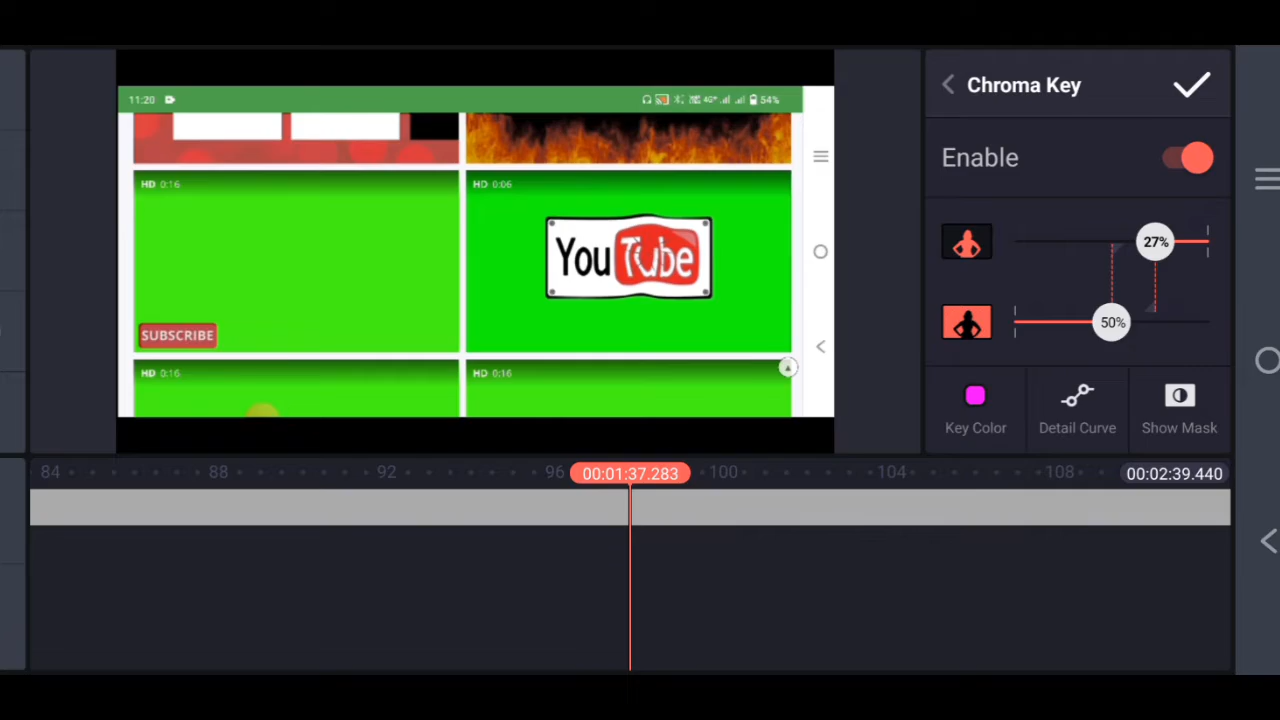 Chroma Key
11:20
4G+
54%
Enable
HD 0:16
HD 0:06
27%
YouTube
50%
SUBSCRIBE
HD 0:16
HD 0:16
Key Color
Detail Curve
Show Mask
84
88
92
96
00:01:37.283
100
104
108
00:02:39.440